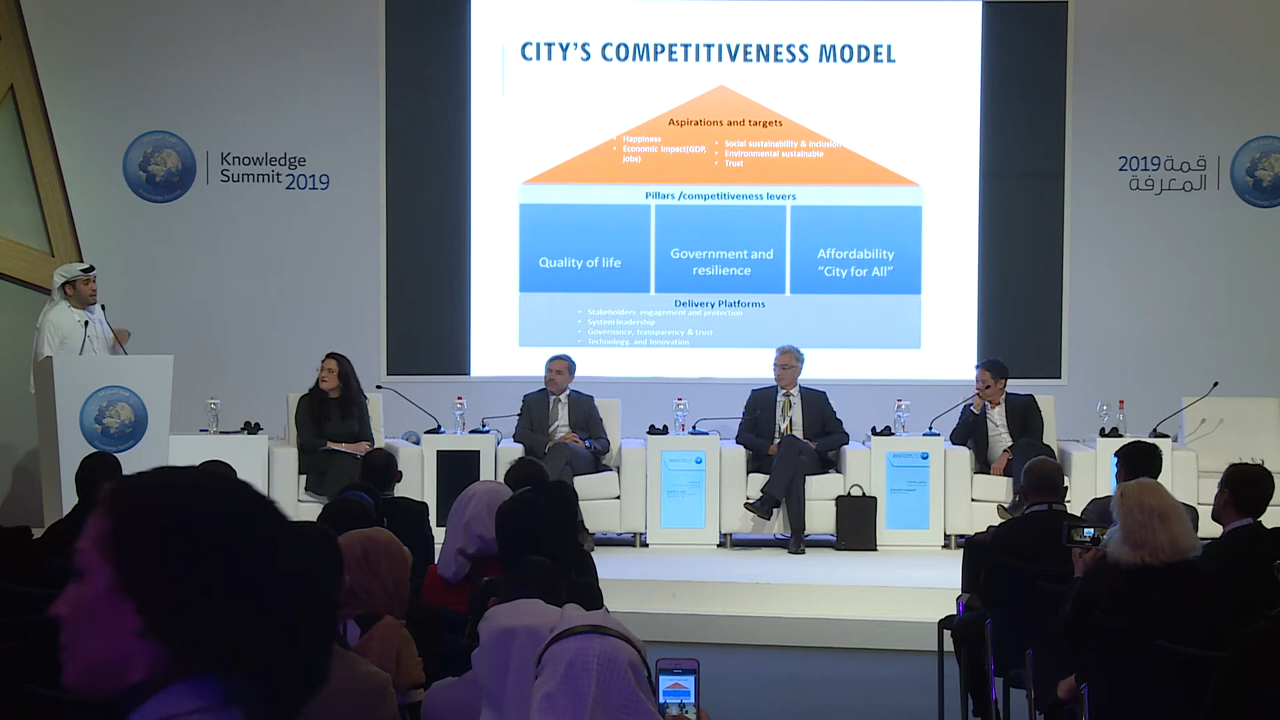 CITY'S COMPETITIVENESS MODEL
Aspirations and targets
• Happiness
• Economic impact(GDP, jobs)
• Social sustainability & inclusion
• Environmental sustainable
• Trust
Pillars /competitiveness levers
Quality of life
Government and
resilience
Affordability
"City for All"
Delivery Platforms
• Stakeholders engagement and protection
• System leadership
• Governance, transparency & trust
• Technology, and Innovation
Knowledge
Summit 2019
قمة 2019
المعرفة